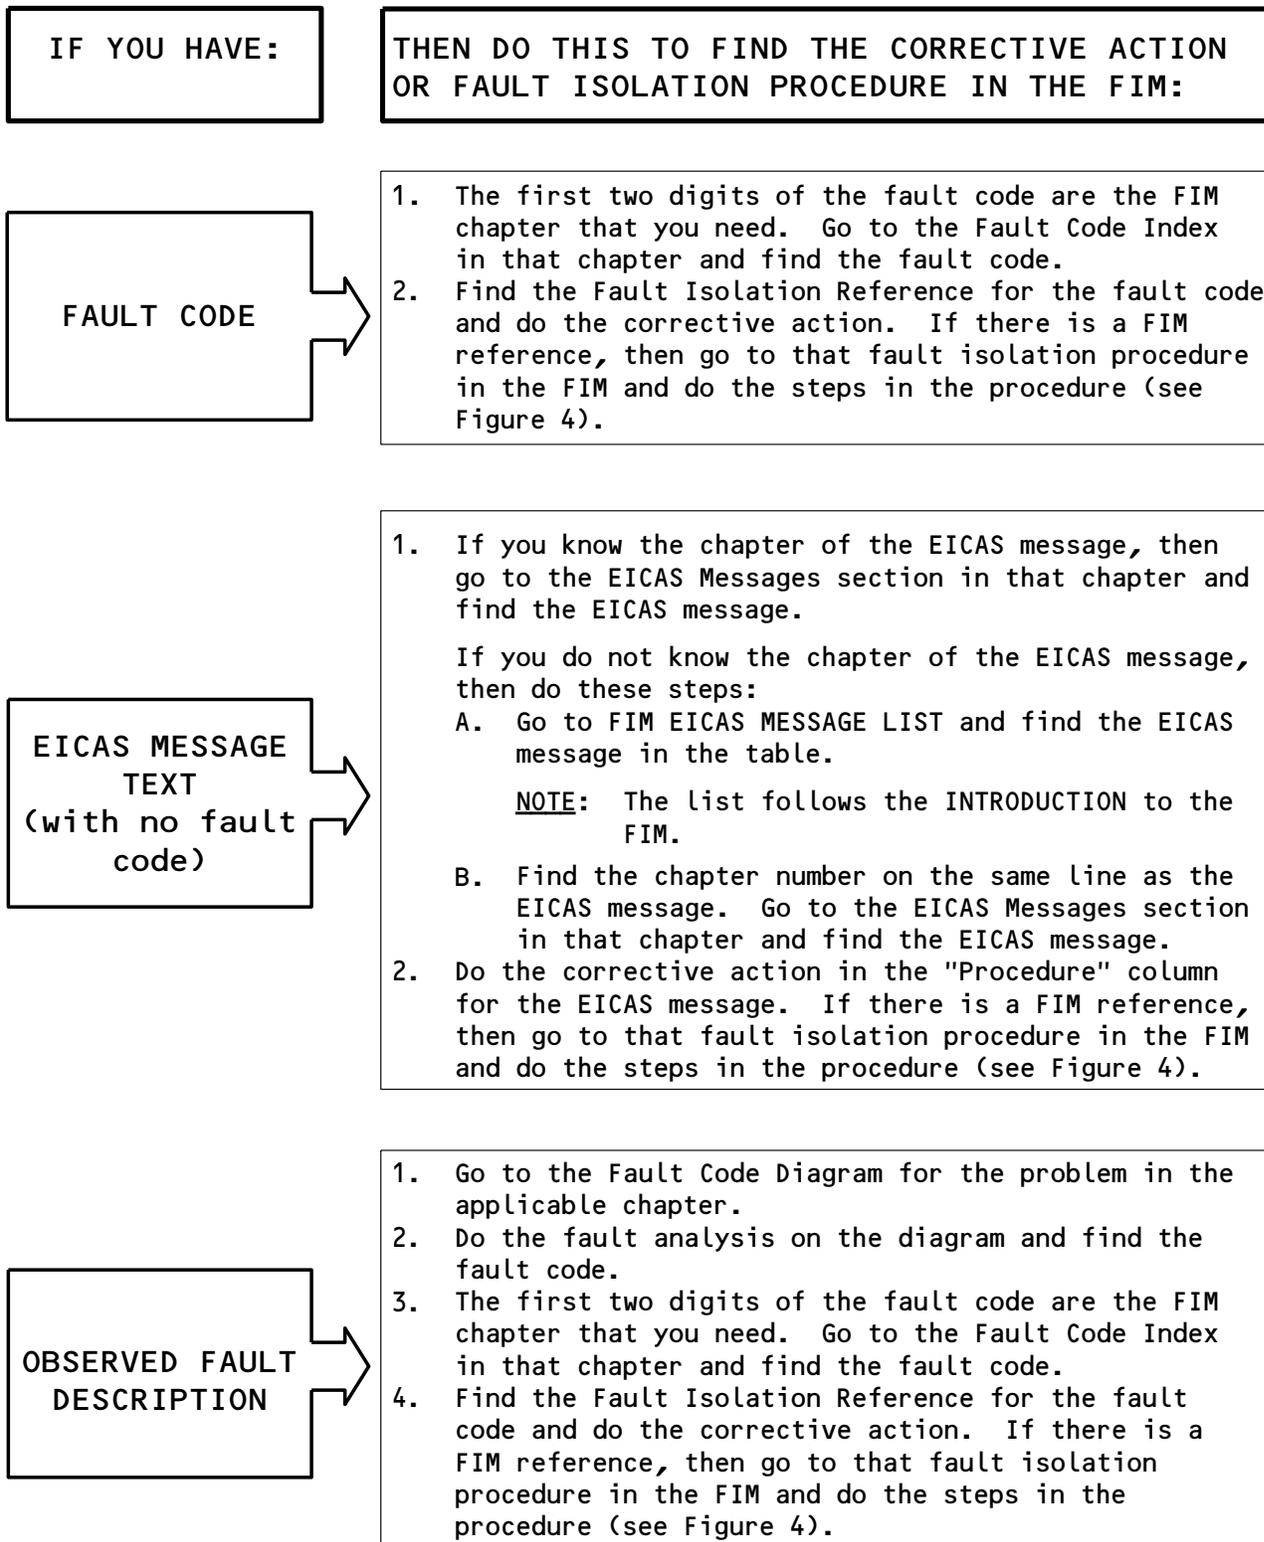 IF YOU HAVE:
THEN DO THIS TO FIND THE CORRECTIVE ACTION
OR FAULT ISOLATION PROCEDURE IN THE FIM:
FAULT CODE
1. The first two digits of the fault code are the FIM
chapter that you need. Go to the Fault Code Index
in that chapter and find the fault code.
2. Find the Fault Isolation Reference for the fault code
and do the corrective action. If there is a FIM
reference, then go to that fault isolation procedure
in the FIM and do the steps in the procedure (see
Figure 4).
EICAS MESSAGE
TEXT
(with no fault
code)
1. If you know the chapter of the EICAS message, then
go to the EICAS Messages section in that chapter and
find the EICAS message.
If you do not know the chapter of the EICAS message,
then do these steps:
A. Go to FIM EICAS MESSAGE LIST and find the EICAS
message in the table.
NOTE: The list follows the INTRODUCTION to the
FIM.
B. Find the chapter number on the same line as the
EICAS message. Go to the EICAS Messages section
in that chapter and find the EICAS message.
2. Do the corrective action in the "Procedure" column
for the EICAS message. If there is a FIM reference,
then go to that fault isolation procedure in the FIM
and do the steps in the procedure (see Figure 4).
OBSERVED FAULT
DESCRIPTION
1. Go to the Fault Code Diagram for the problem in the
applicable chapter.
2. Do the fault analysis on the diagram and find the
fault code.
3. The first two digits of the fault code are the FIM
chapter that you need. Go to the Fault Code Index
in that chapter and find the fault code.
4. Find the Fault Isolation Reference for the fault
code and do the corrective action. If there is a
FIM reference, then go to that fault isolation
procedure in the FIM and do the steps in the
procedure (see Figure 4).